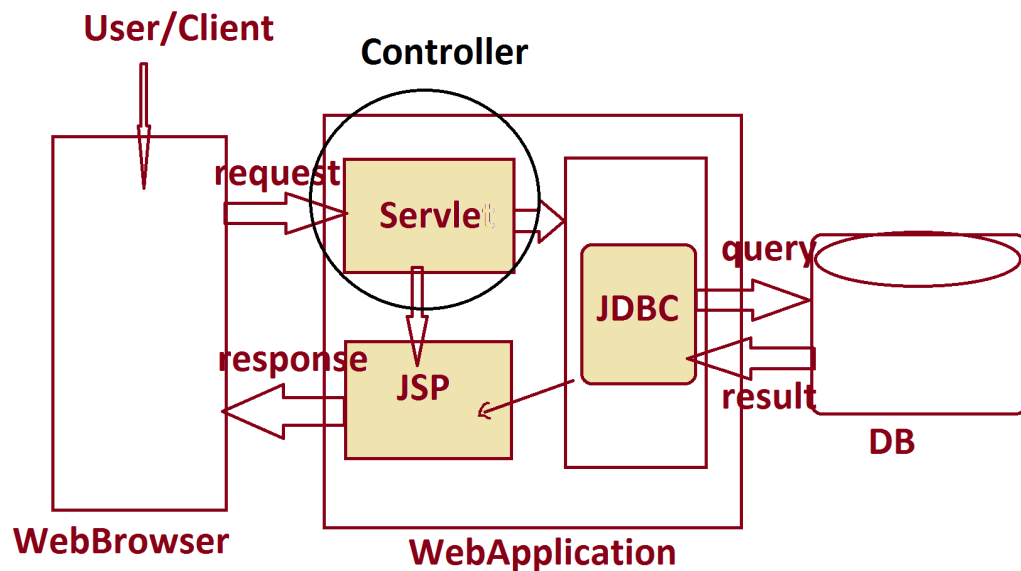 User/Client
Controller
request
Servlet
query
JDBC
response
JSP
result
DB
WebBrowser
WebApplication